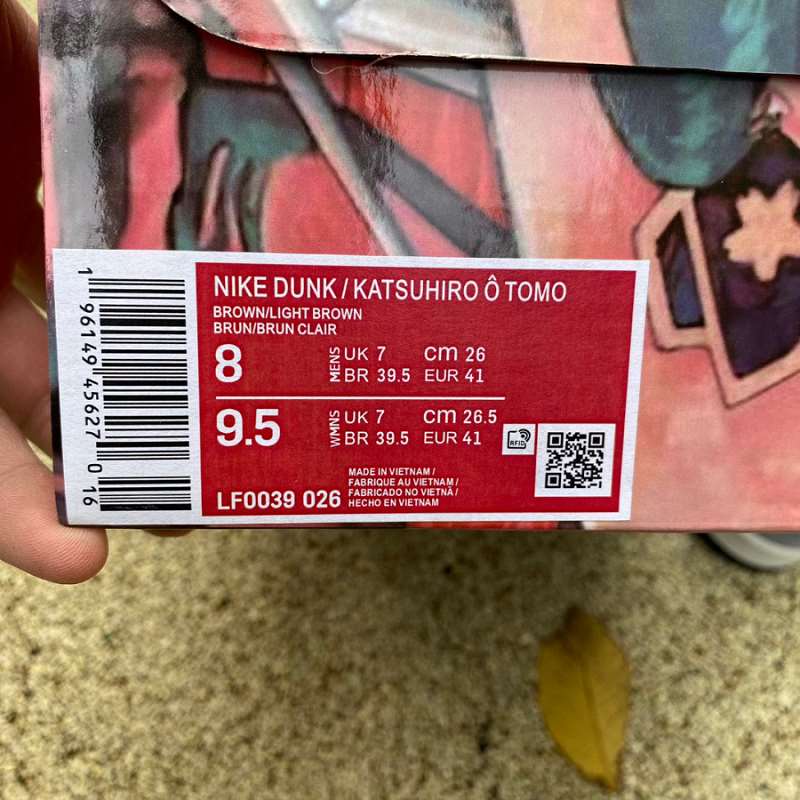 NIKE DUNK / KATSUHIRO Ô TOMO
BROWN/LIGHT BROWN
BRUN/BRUN CLAIR
8 MENS UK 7 cm 26
BR 39.5 EUR 41
9.5 WMNS UK 7 cm 26.5
BR 39.5 EUR 41
RFID
LF0039 026
MADE IN VIETNAM /
FABRIQUE AU VIETNAM /
FABRICADO NO VIETNÃ /
HECHO EN VIETNAM
1 96149 45627 016